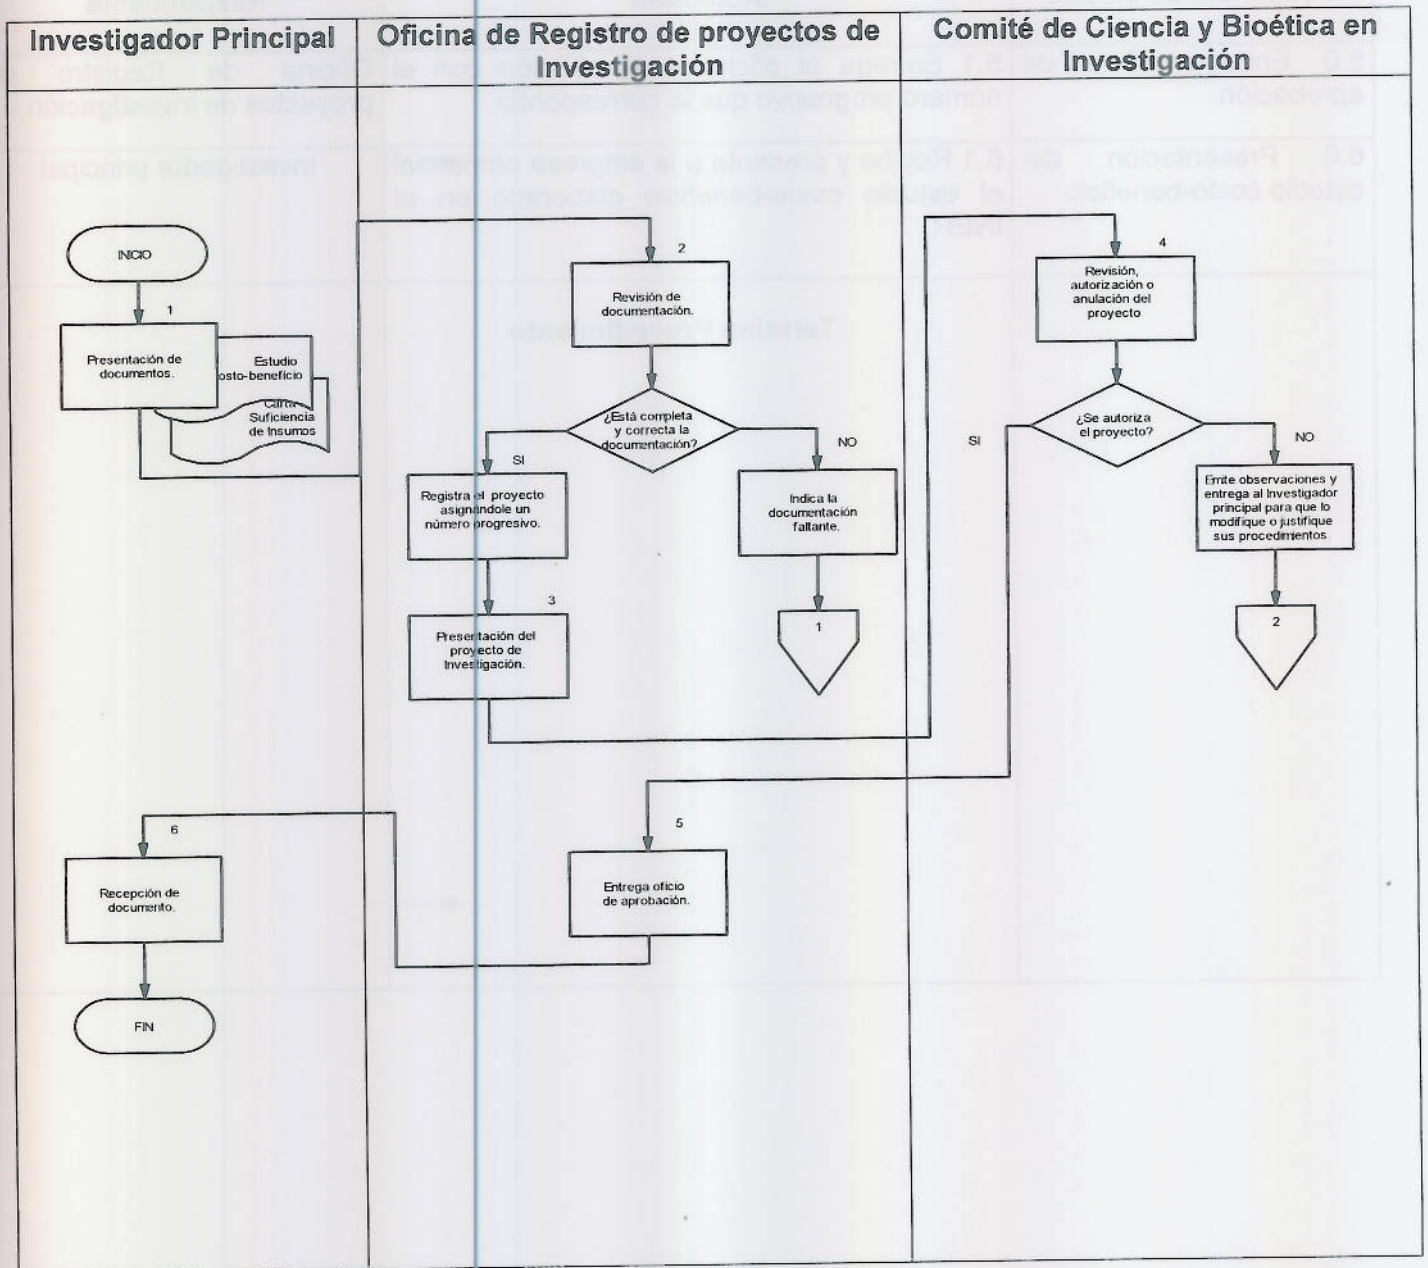 Investigador Principal
Oficina de Registro de proyectos de
Investigación
Comité de Ciencia y Bioética en
Investigación
INICIO
1
Presentación de
documentos.
Estudio
osto-beneficio
Carta
Suficiencia
de Insumos
2
Revisión de
documentación.
¿Está completa
y correcta la
documentación?
SI
NO
Registra el proyecto
asignándole un
número progresivo.
Indica la
documentación
faltante.
3
Presentación del
proyecto de
Investigación.
1
4
Revisión,
autorización o
anulación del
proyecto
¿Se autoriza
el proyecto?
SI
NO
Emite observaciones y
entrega al Investigador
principal para que lo
modifique o justifique
sus procedimientos.
2
5
Entrega oficio
de aprobación.
6
Recepción de
documento.
FIN